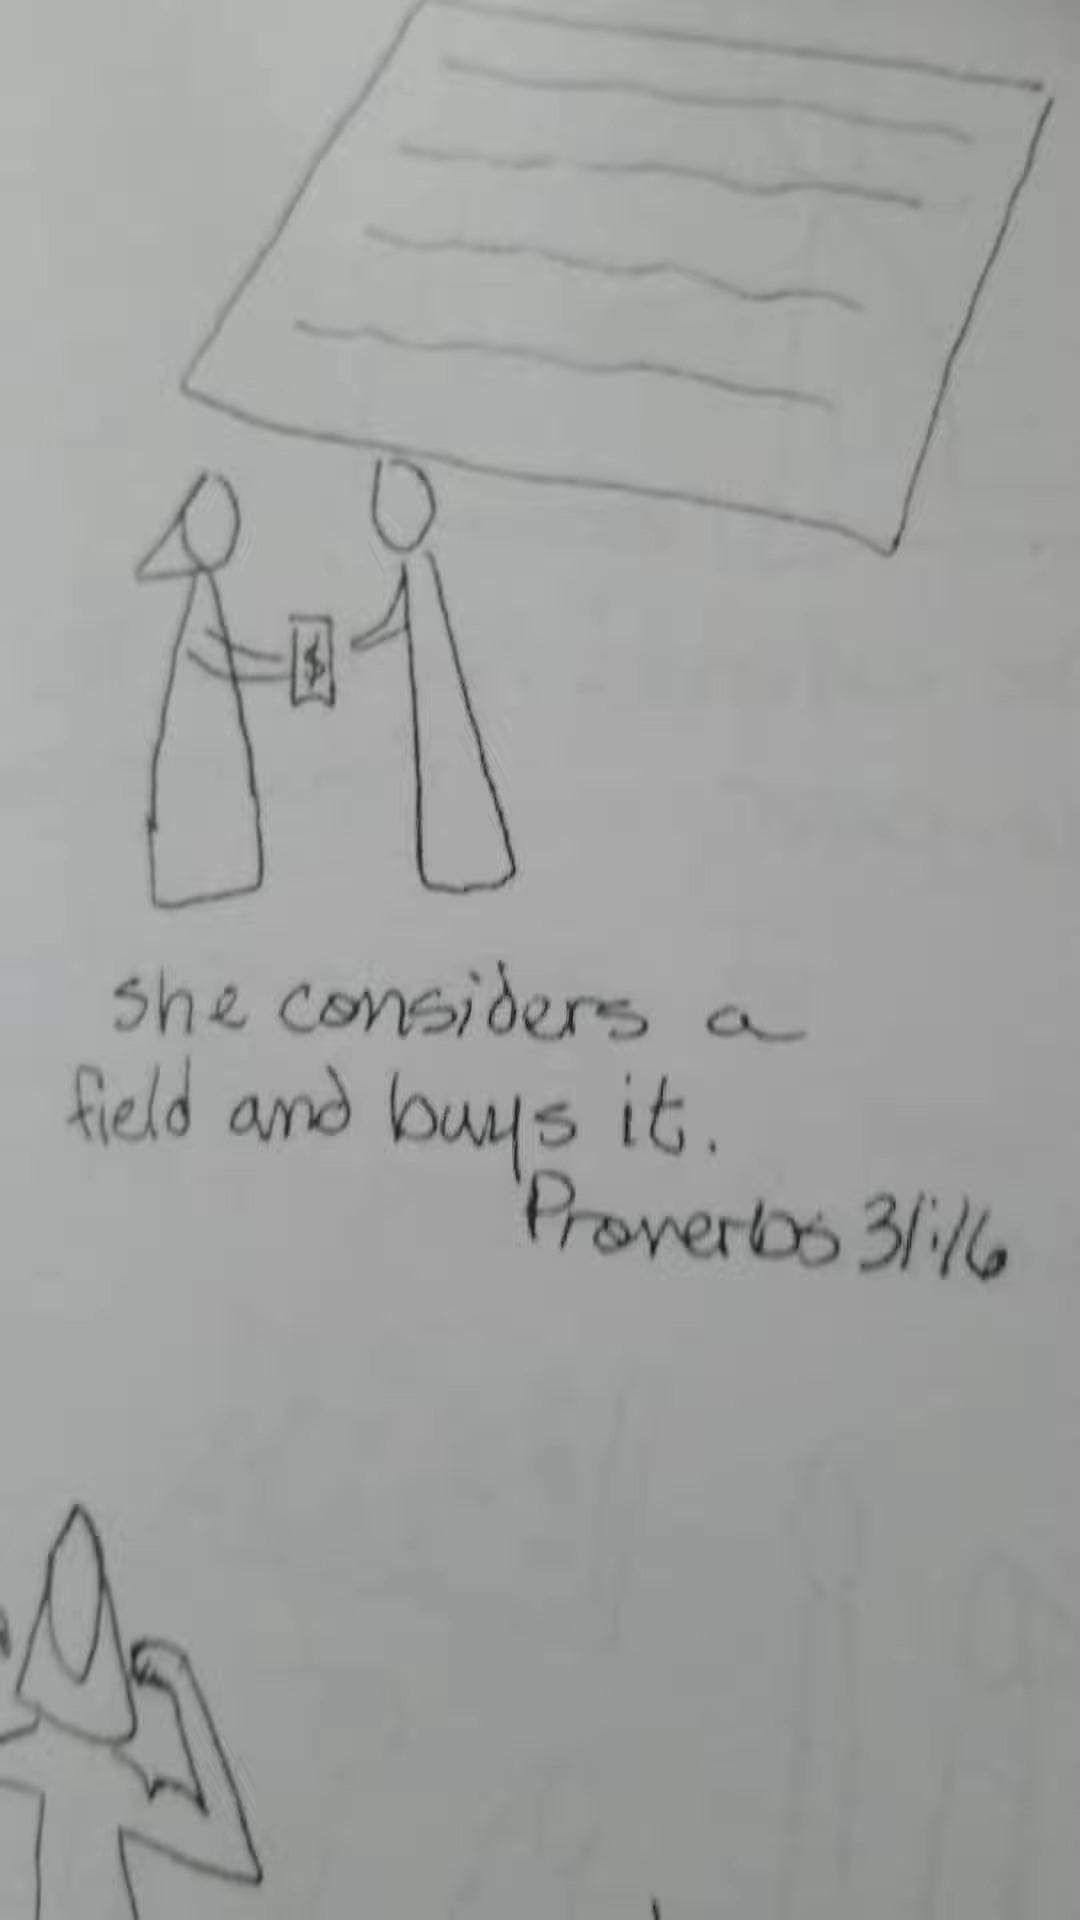 $
she considers a
field and buys it.
Proverbs 31:16